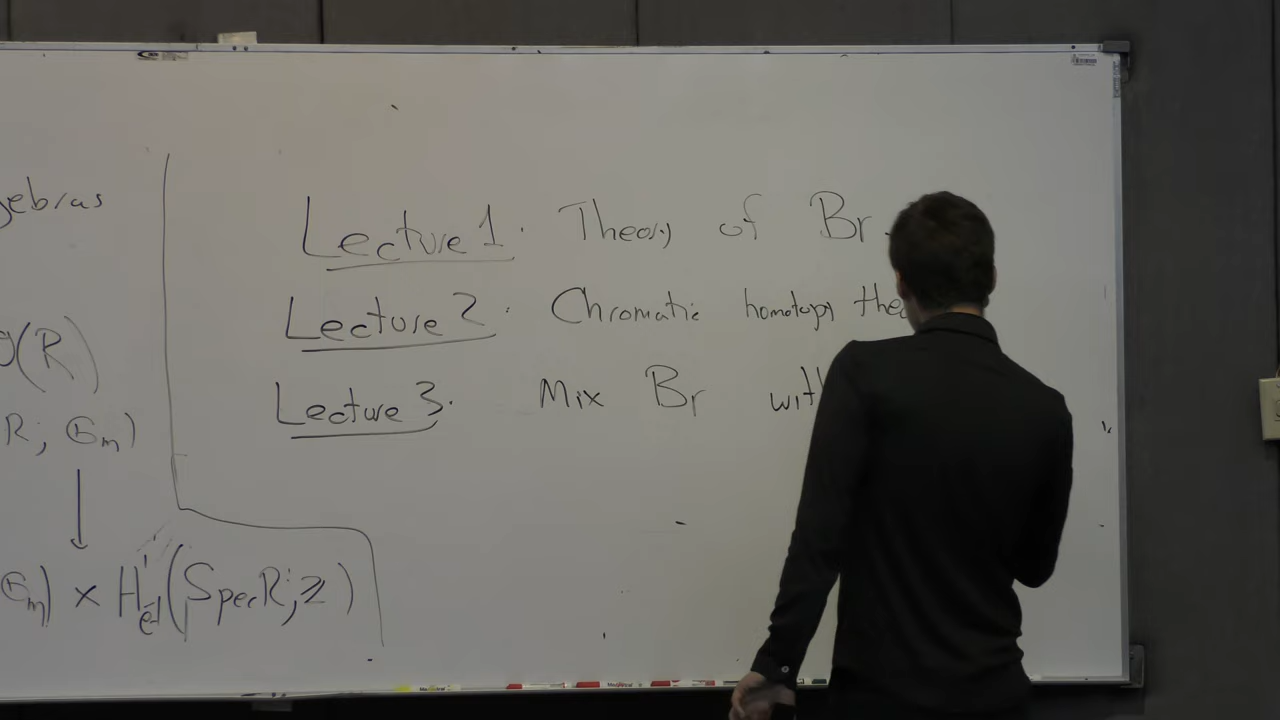 gebras
g(R)
R; 𝔾m)
𝔾m) × H¹ét(Spec R; ℤ)
Lecture 1. Theory of Br.
Lecture 2. Chromatic homotopy the
Lecture 3. Mix Br with